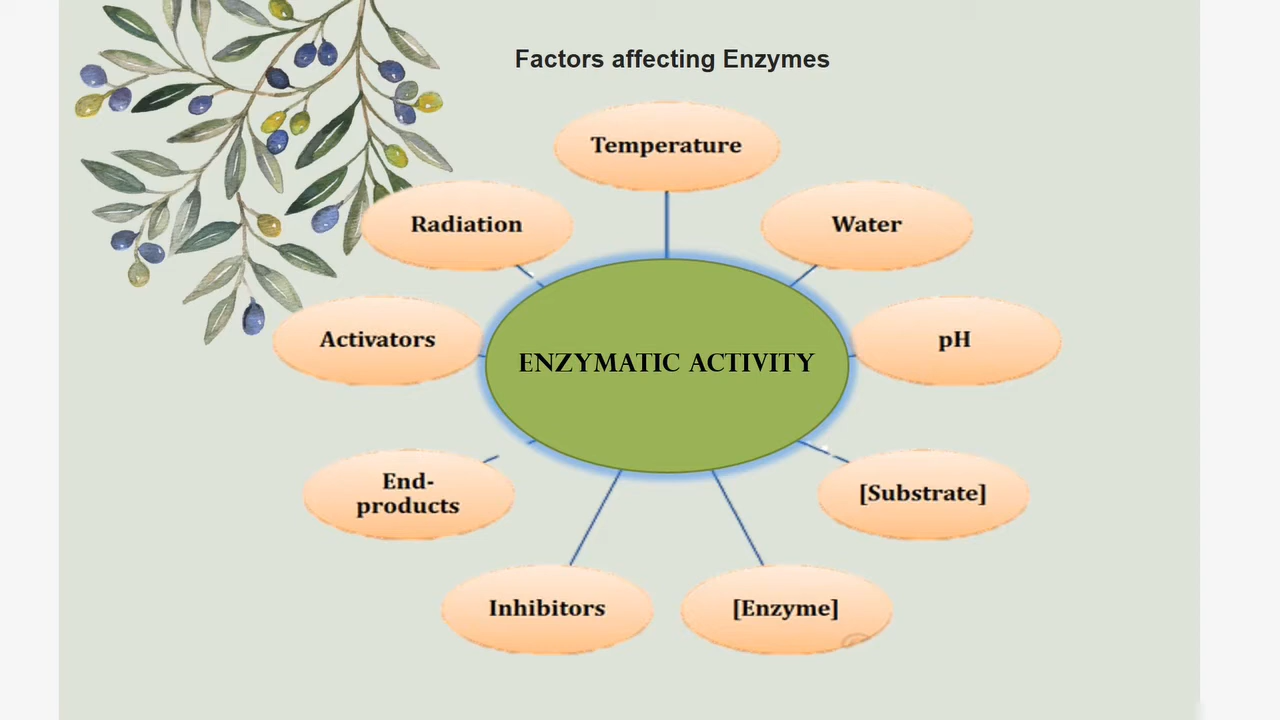 Factors affecting Enzymes
Temperature
Radiation
Water
Activators
pH
ENZYMATIC ACTIVITY
End-
products
[Substrate]
Inhibitors
[Enzyme]